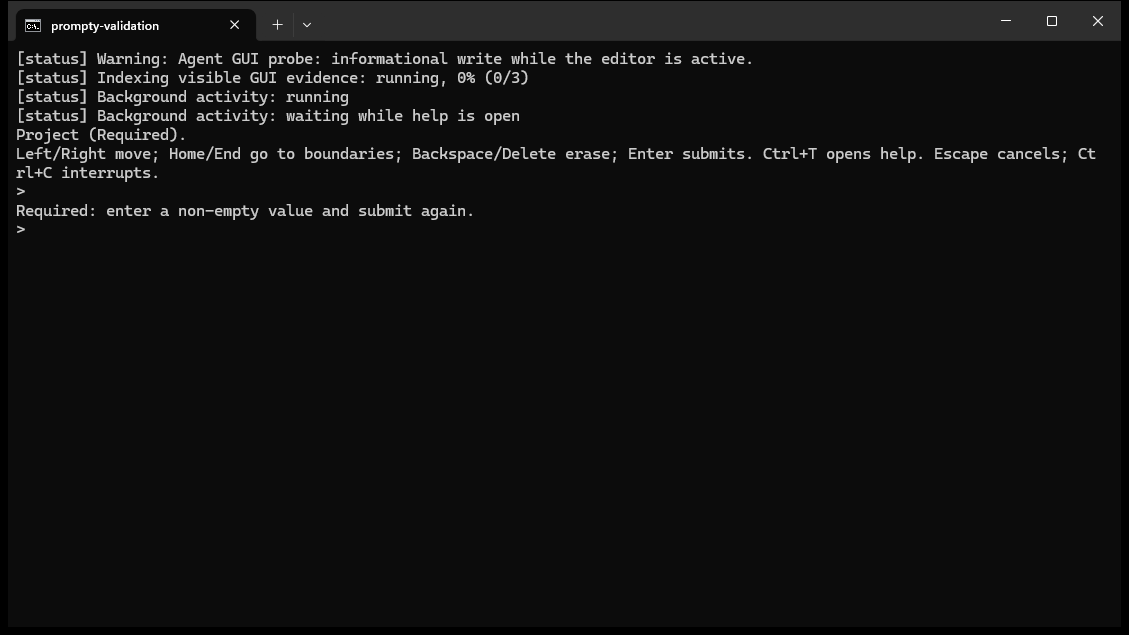 prompty-validation
[status] Warning: Agent GUI probe: informational write while the editor is active.
[status] Indexing visible GUI evidence: running, 0% (0/3)
[status] Background activity: running
[status] Background activity: waiting while help is open
Project (Required).
Left/Right move; Home/End go to boundaries; Backspace/Delete erase; Enter submits. Ctrl+T opens help. Escape cancels; Ct
rl+C interrupts.
>
Required: enter a non-empty value and submit again.
>